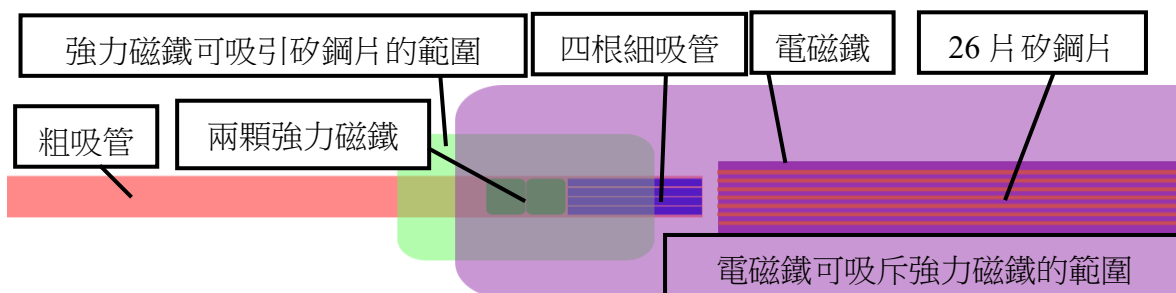 強力磁鐵可吸引矽鋼片的範圍
四根細吸管
電磁鐵
26 片矽鋼片
粗吸管
兩顆強力磁鐵
電磁鐵可吸斥強力磁鐵的範圍